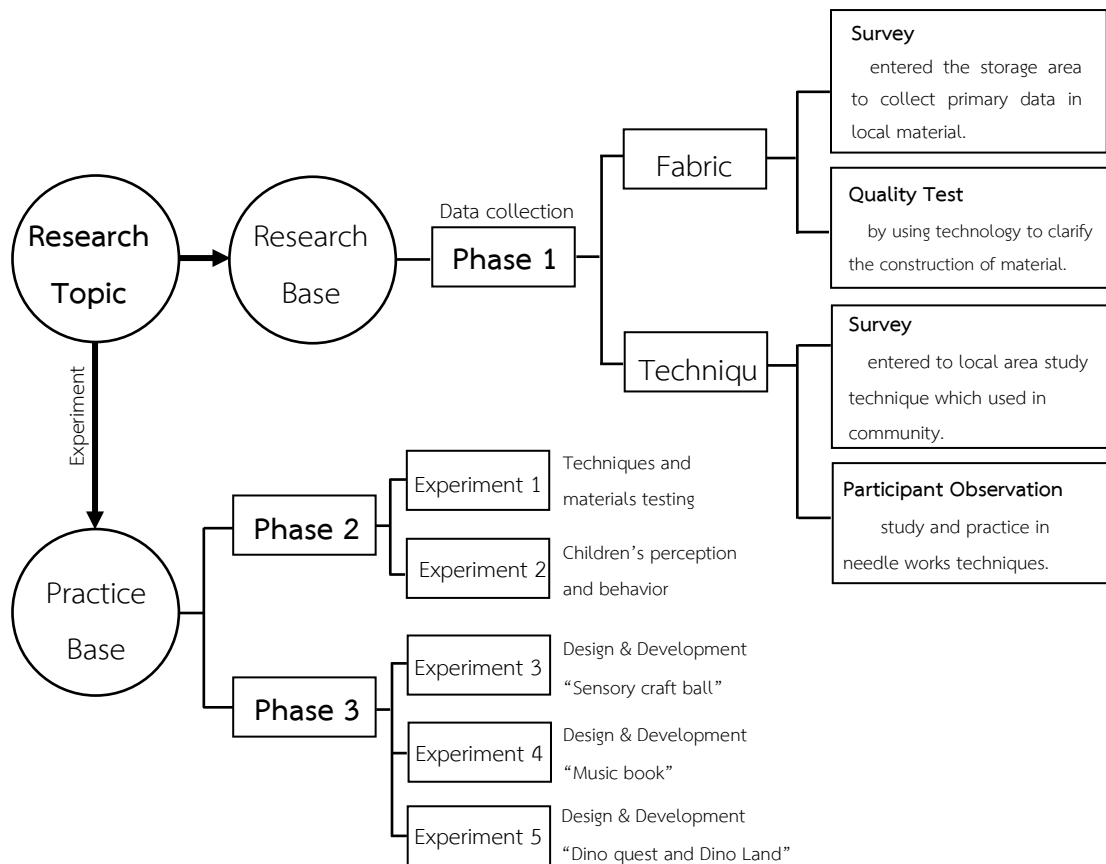 Research
Topic
Research
Base
Data collection
Phase 1
Fabric
Survey
entered the storage area
to collect primary data in
local material.
Quality Test
by using technology to clarify
the construction of material.
Techniqu
Survey
entered to local area study
technique which used in
community.
Participant Observation
study and practice in
needle works techniques.
Experiment
Practice
Base
Phase 2
Experiment 1
Techniques and
materials testing
Experiment 2
Children’s perception
and behavior
Phase 3
Experiment 3
Design & Development
“Sensory craft ball”
Experiment 4
Design & Development
“Music book”
Experiment 5
Design & Development
“Dino quest and Dino Land”